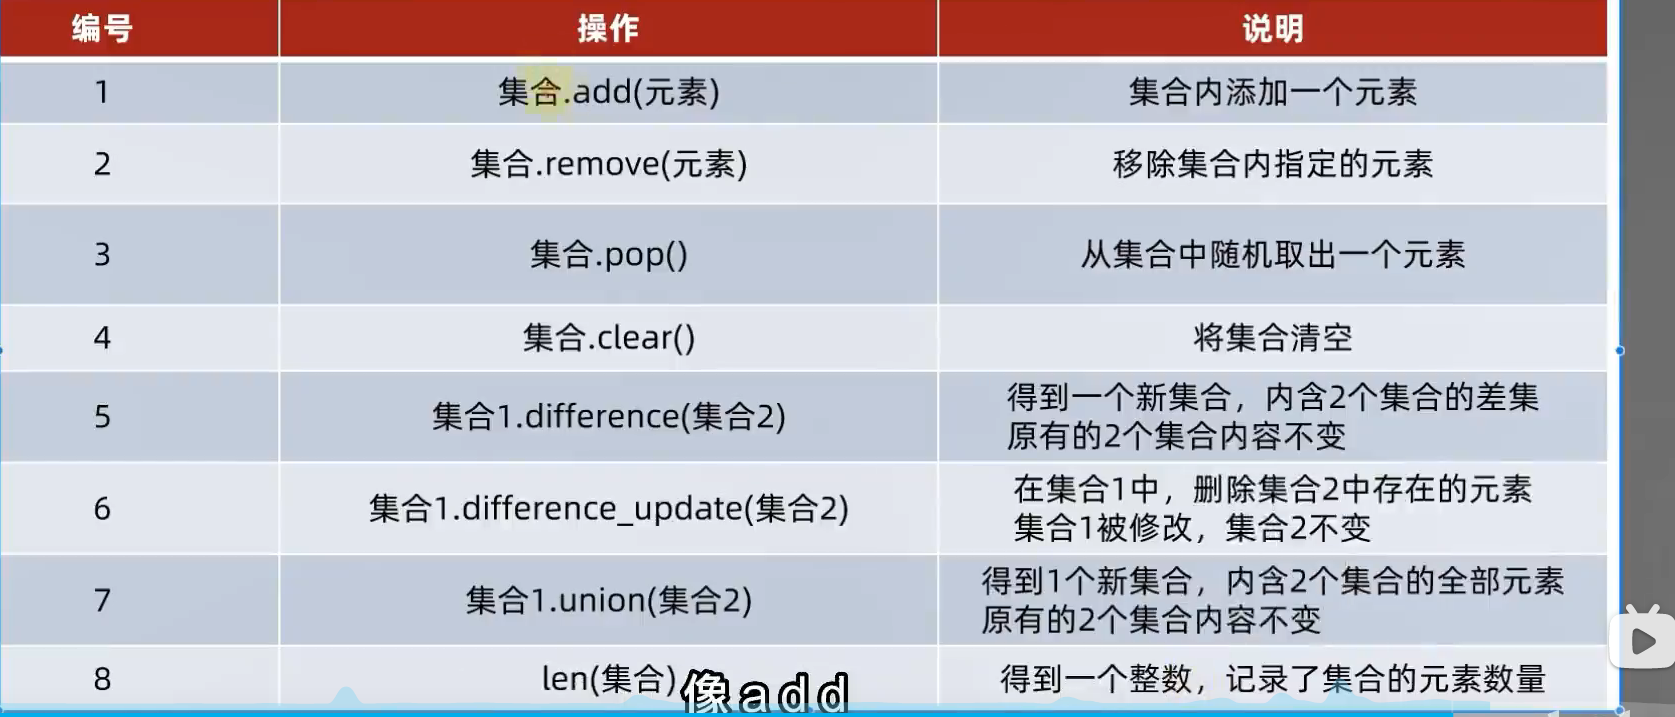 编号 操作 说明
1 集合.add(元素) 集合内添加一个元素
2 集合.remove(元素) 移除集合内指定的元素
3 集合.pop() 从集合中随机取出一个元素
4 集合.clear() 将集合清空
5 集合1.difference(集合2) 得到一个新集合，内含2个集合的差集
原有的2个集合内容不变
6 集合1.difference_update(集合2) 在集合1中，删除集合2中存在的元素
集合1被修改，集合2不变
7 集合1.union(集合2) 得到1个新集合，内含2个集合的全部元素
原有的2个集合内容不变
8 len(集合) 得到一个整数，记录了集合的元素数量
像add